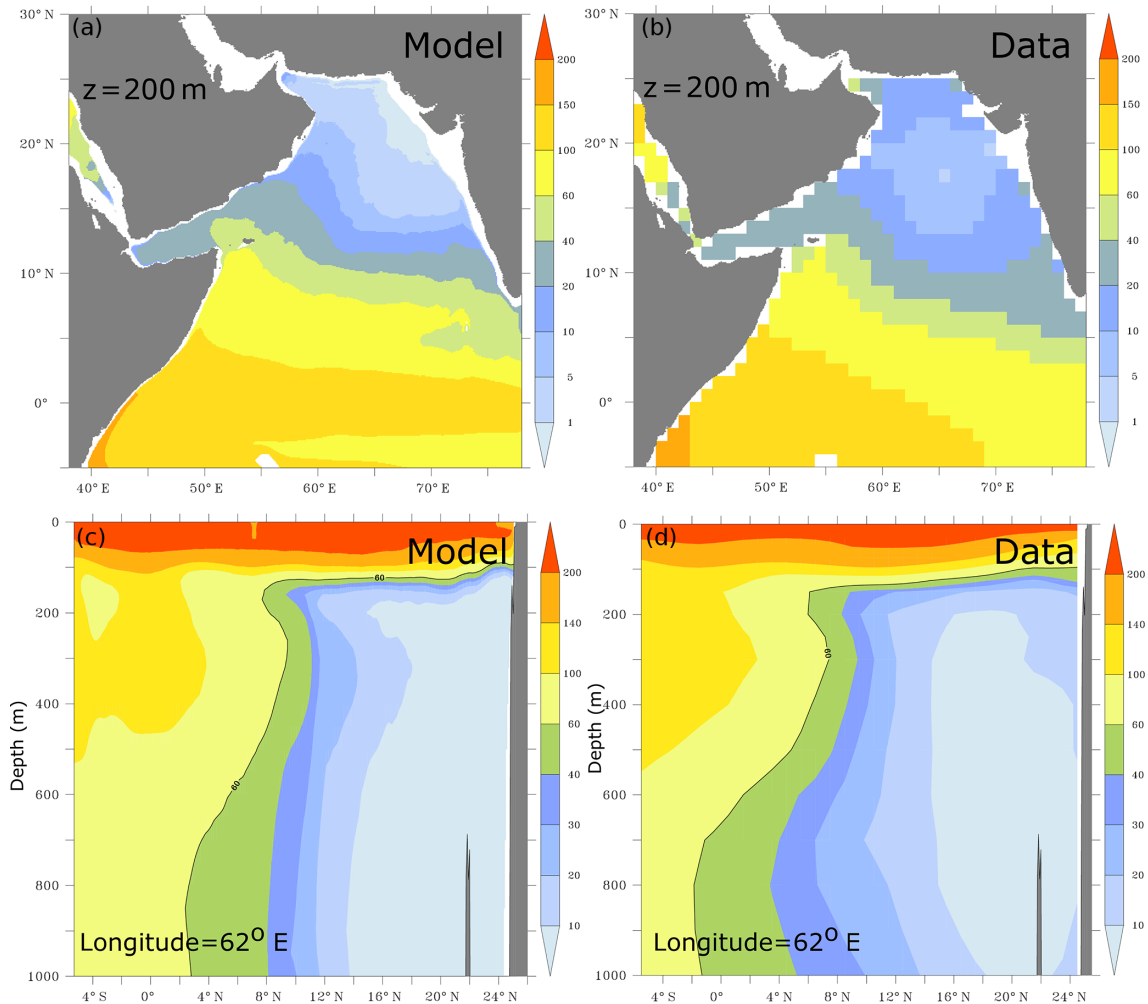 (a)
Model
z=200 m
30° N
20° N
10° N
0°
40° E
50° E
60° E
70° E
200
150
100
60
40
20
10
5
1
(b)
Data
z=200 m
30° N
20° N
10° N
0°
40° E
50° E
60° E
70° E
200
150
100
60
40
20
10
5
1
(c)
Model
60
60
Longitude=62° E
Depth (m)
0
200
400
600
800
1000
4° S
0°
4° N
8° N
12° N
16° N
20° N
24° N
200
140
100
60
40
30
20
10
(d)
Data
60
Longitude=62° E
Depth (m)
0
200
400
600
800
1000
4° S
0°
4° N
8° N
12° N
16° N
20° N
24° N
200
140
100
60
40
30
20
10